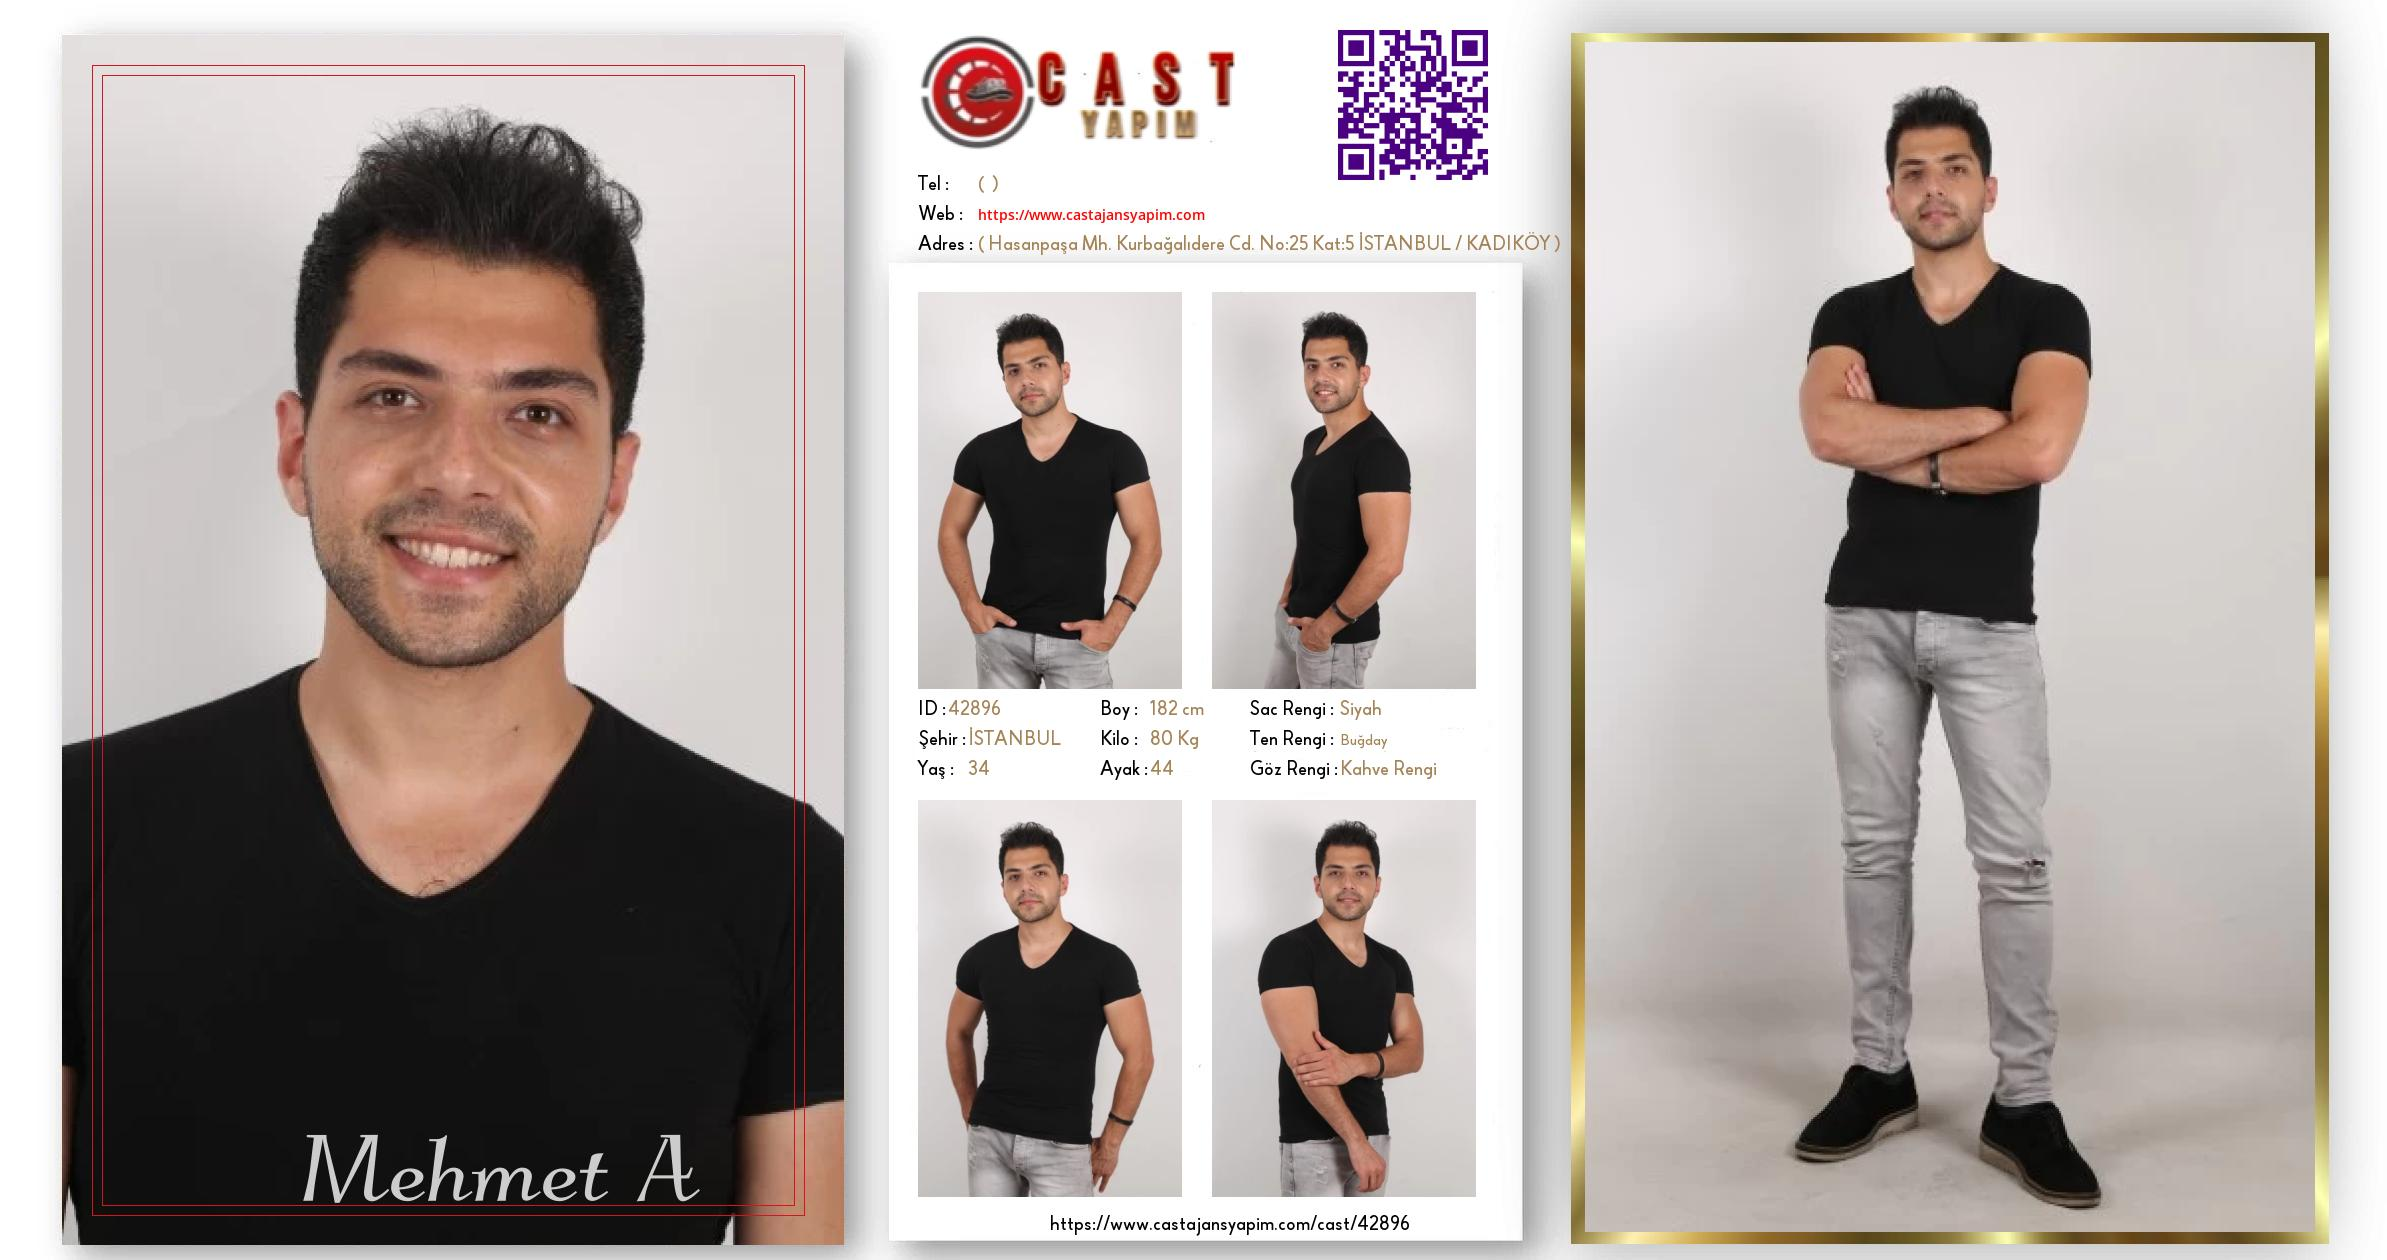 CAST
YAPIM
Tel : ( )
Web : https://www.castajansyapim.com
Adres : ( Hasanpaşa Mh. Kurbağalıdere Cd. No:25 Kat:5 İSTANBUL / KADIKÖY )
ID : 42896 Boy : 182 cm Sac Rengi : Siyah
Şehir : İSTANBUL Kilo : 80 Kg Ten Rengi : Buğday
Yaş : 34 Ayak : 44 Göz Rengi : Kahve Rengi
Mehmet A
https://www.castajansyapim.com/cast/42896